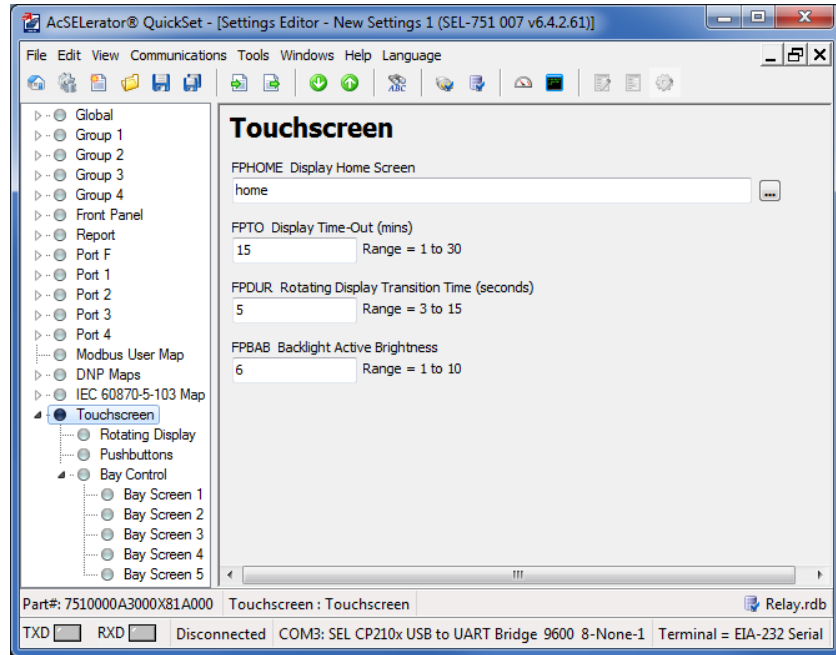 AcSELerator® QuickSet - [Settings Editor - New Settings 1 (SEL-751 007 v6.4.2.61)]
File Edit View Communications Tools Windows Help Language
Global
Group 1
Group 2
Group 3
Group 4
Front Panel
Report
Port F
Port 1
Port 2
Port 3
Port 4
Modbus User Map
DNP Maps
IEC 60870-5-103 Map
Touchscreen
Rotating Display
Pushbuttons
Bay Control
Bay Screen 1
Bay Screen 2
Bay Screen 3
Bay Screen 4
Bay Screen 5
Touchscreen
FPHOME Display Home Screen
home
...
FPTO Display Time-Out (mins)
15 Range = 1 to 30
FPDUR Rotating Display Transition Time (seconds)
5 Range = 3 to 15
FPBAB Backlight Active Brightness
6 Range = 1 to 10
Part#: 7510000A3000X81A000 Touchscreen : Touchscreen Relay.rdb
TXD RXD Disconnected COM3: SEL CP210x USB to UART Bridge 9600 8-None-1 Terminal = EIA-232 Serial